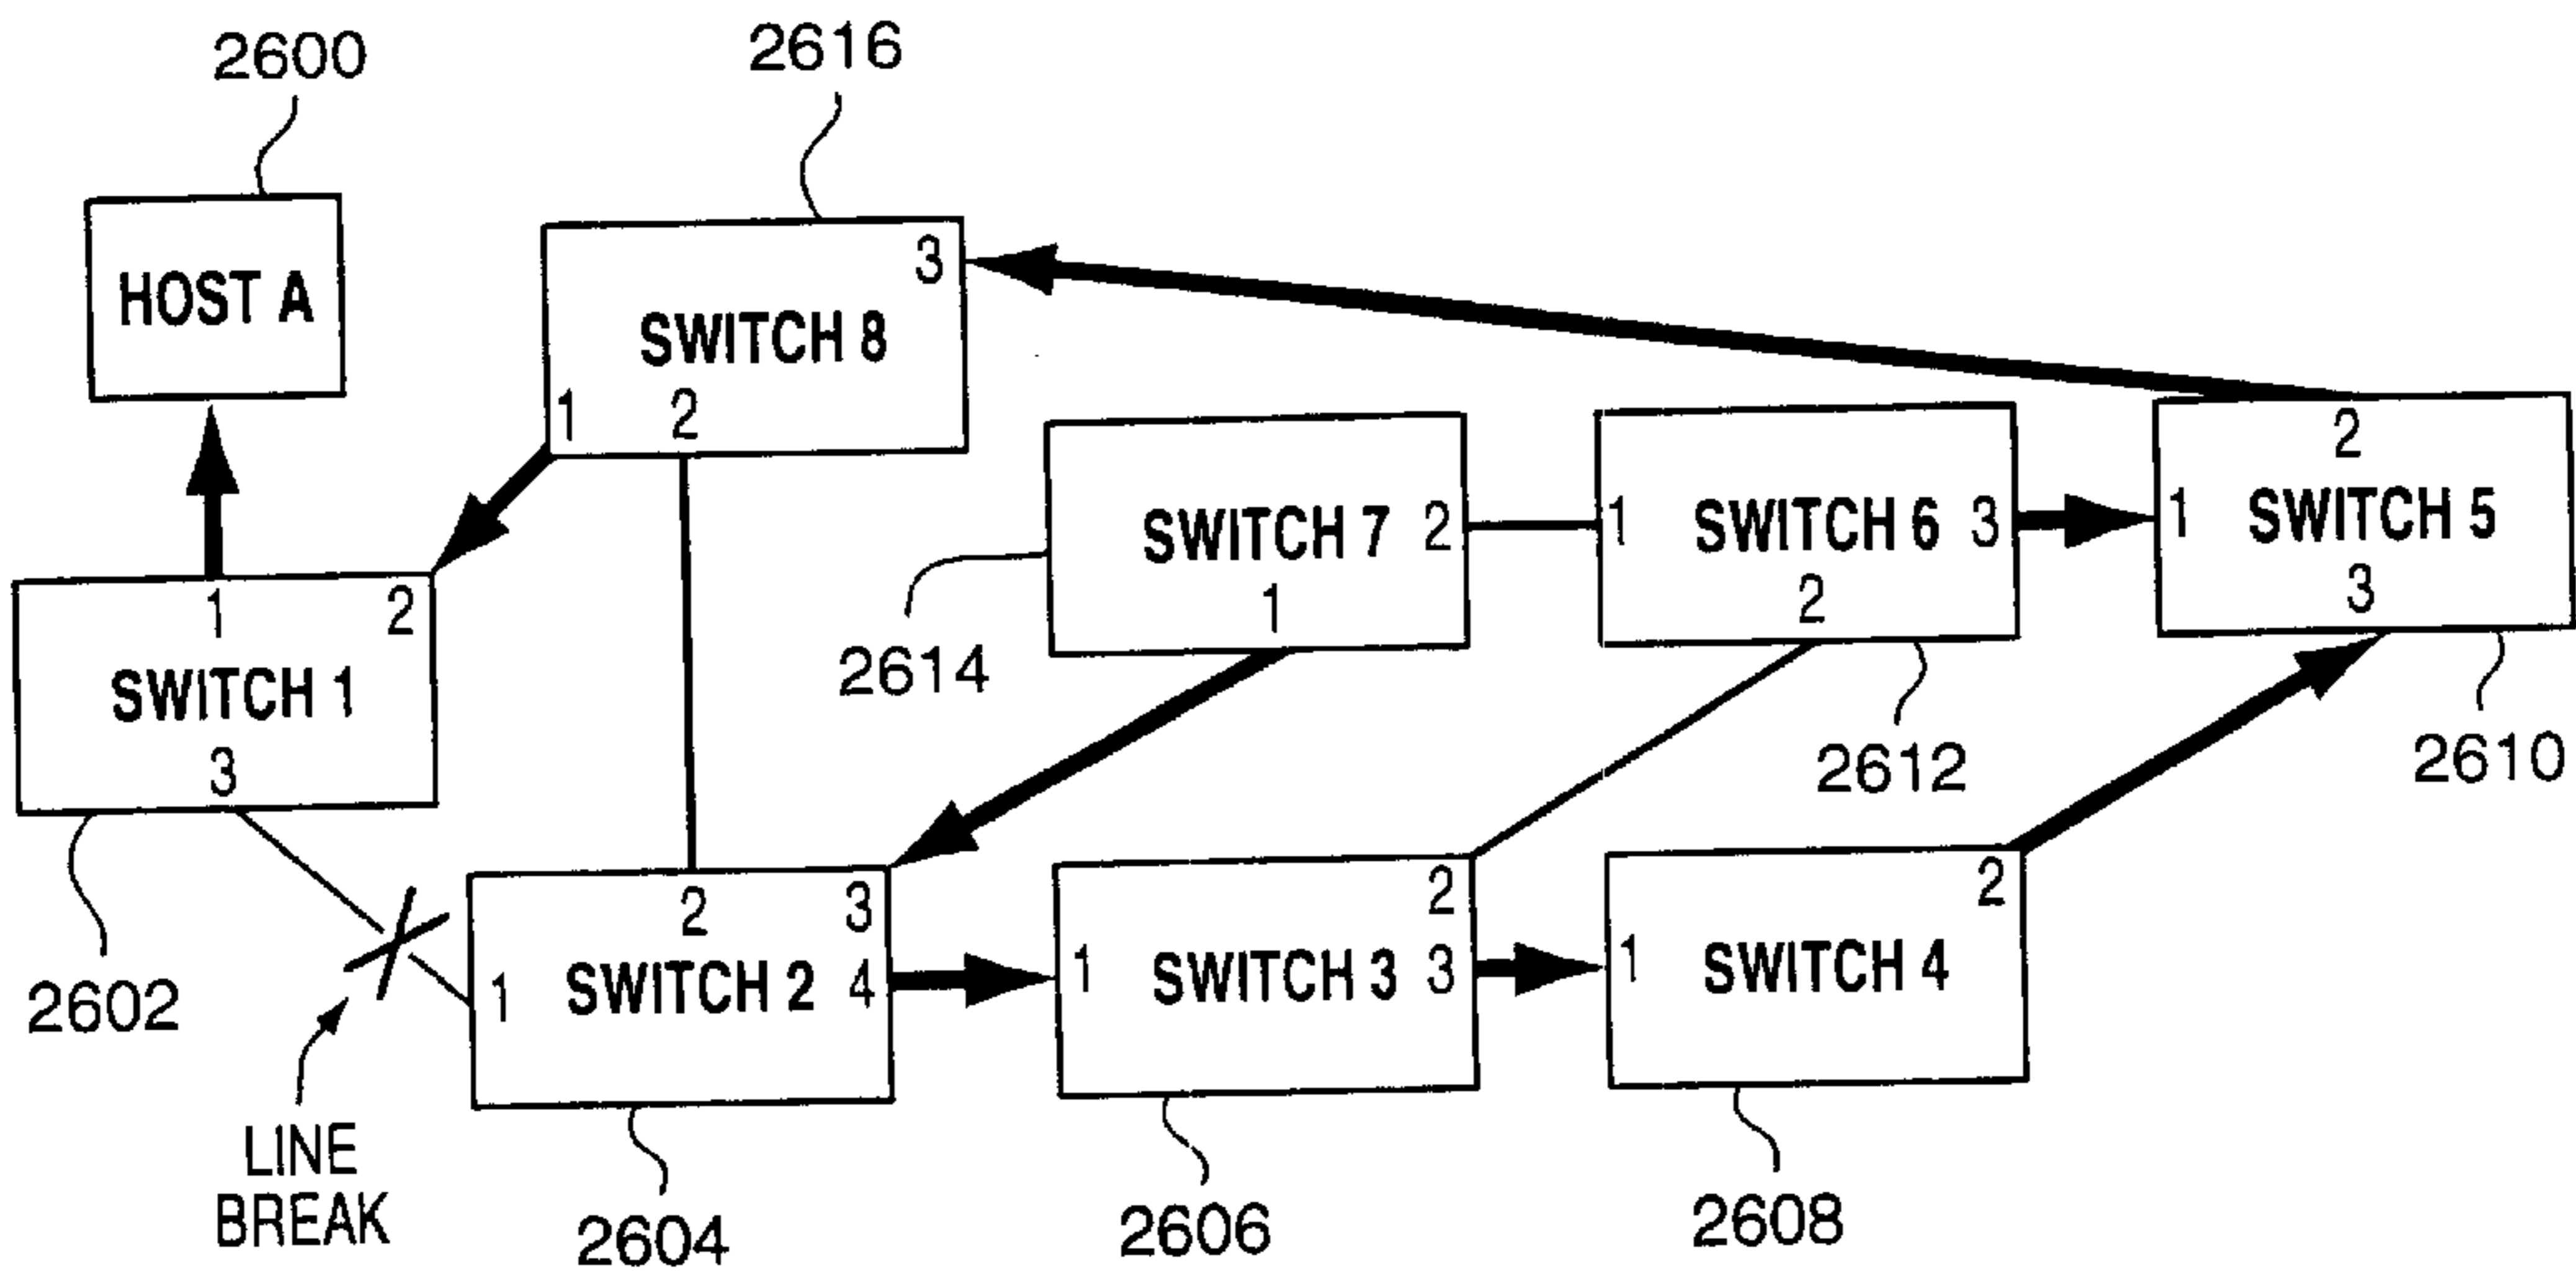 2600
2616
HOST A
3
SWITCH 8
1 2
2
1 2
SWITCH 7 2
1
1 SWITCH 6 3
2
1 SWITCH 5
3
SWITCH 1
3
2614
2612
2610
2 3
1 SWITCH 2 4
2
1 SWITCH 3 3
2
1 SWITCH 4
2602
LINE
BREAK
2604
2606
2608